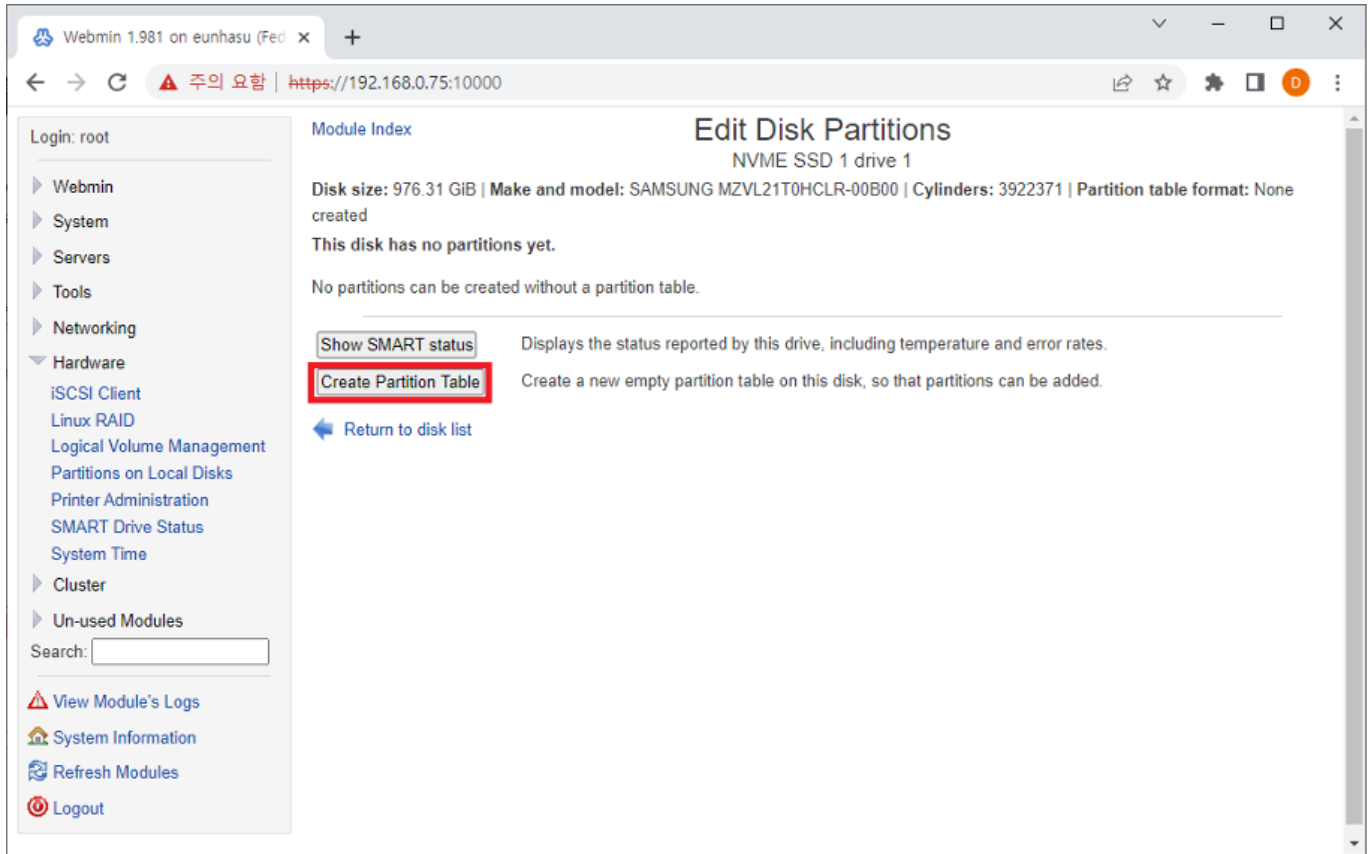 Webmin 1.981 on eunhasu (Fed
주의 요함 | https://192.168.0.75:10000
D
Login: root
Webmin
System
Servers
Tools
Networking
Hardware
iSCSI Client
Linux RAID
Logical Volume Management
Partitions on Local Disks
Printer Administration
SMART Drive Status
System Time
Cluster
Un-used Modules
Search:
View Module's Logs
System Information
Refresh Modules
Logout
Module Index
Edit Disk Partitions
NVME SSD 1 drive 1
Disk size: 976.31 GiB | Make and model: SAMSUNG MZVL21T0HCLR-00B00 | Cylinders: 3922371 | Partition table format: None
created
This disk has no partitions yet.
No partitions can be created without a partition table.
Show SMART status Displays the status reported by this drive, including temperature and error rates.
Create Partition Table Create a new empty partition table on this disk, so that partitions can be added.
Return to disk list